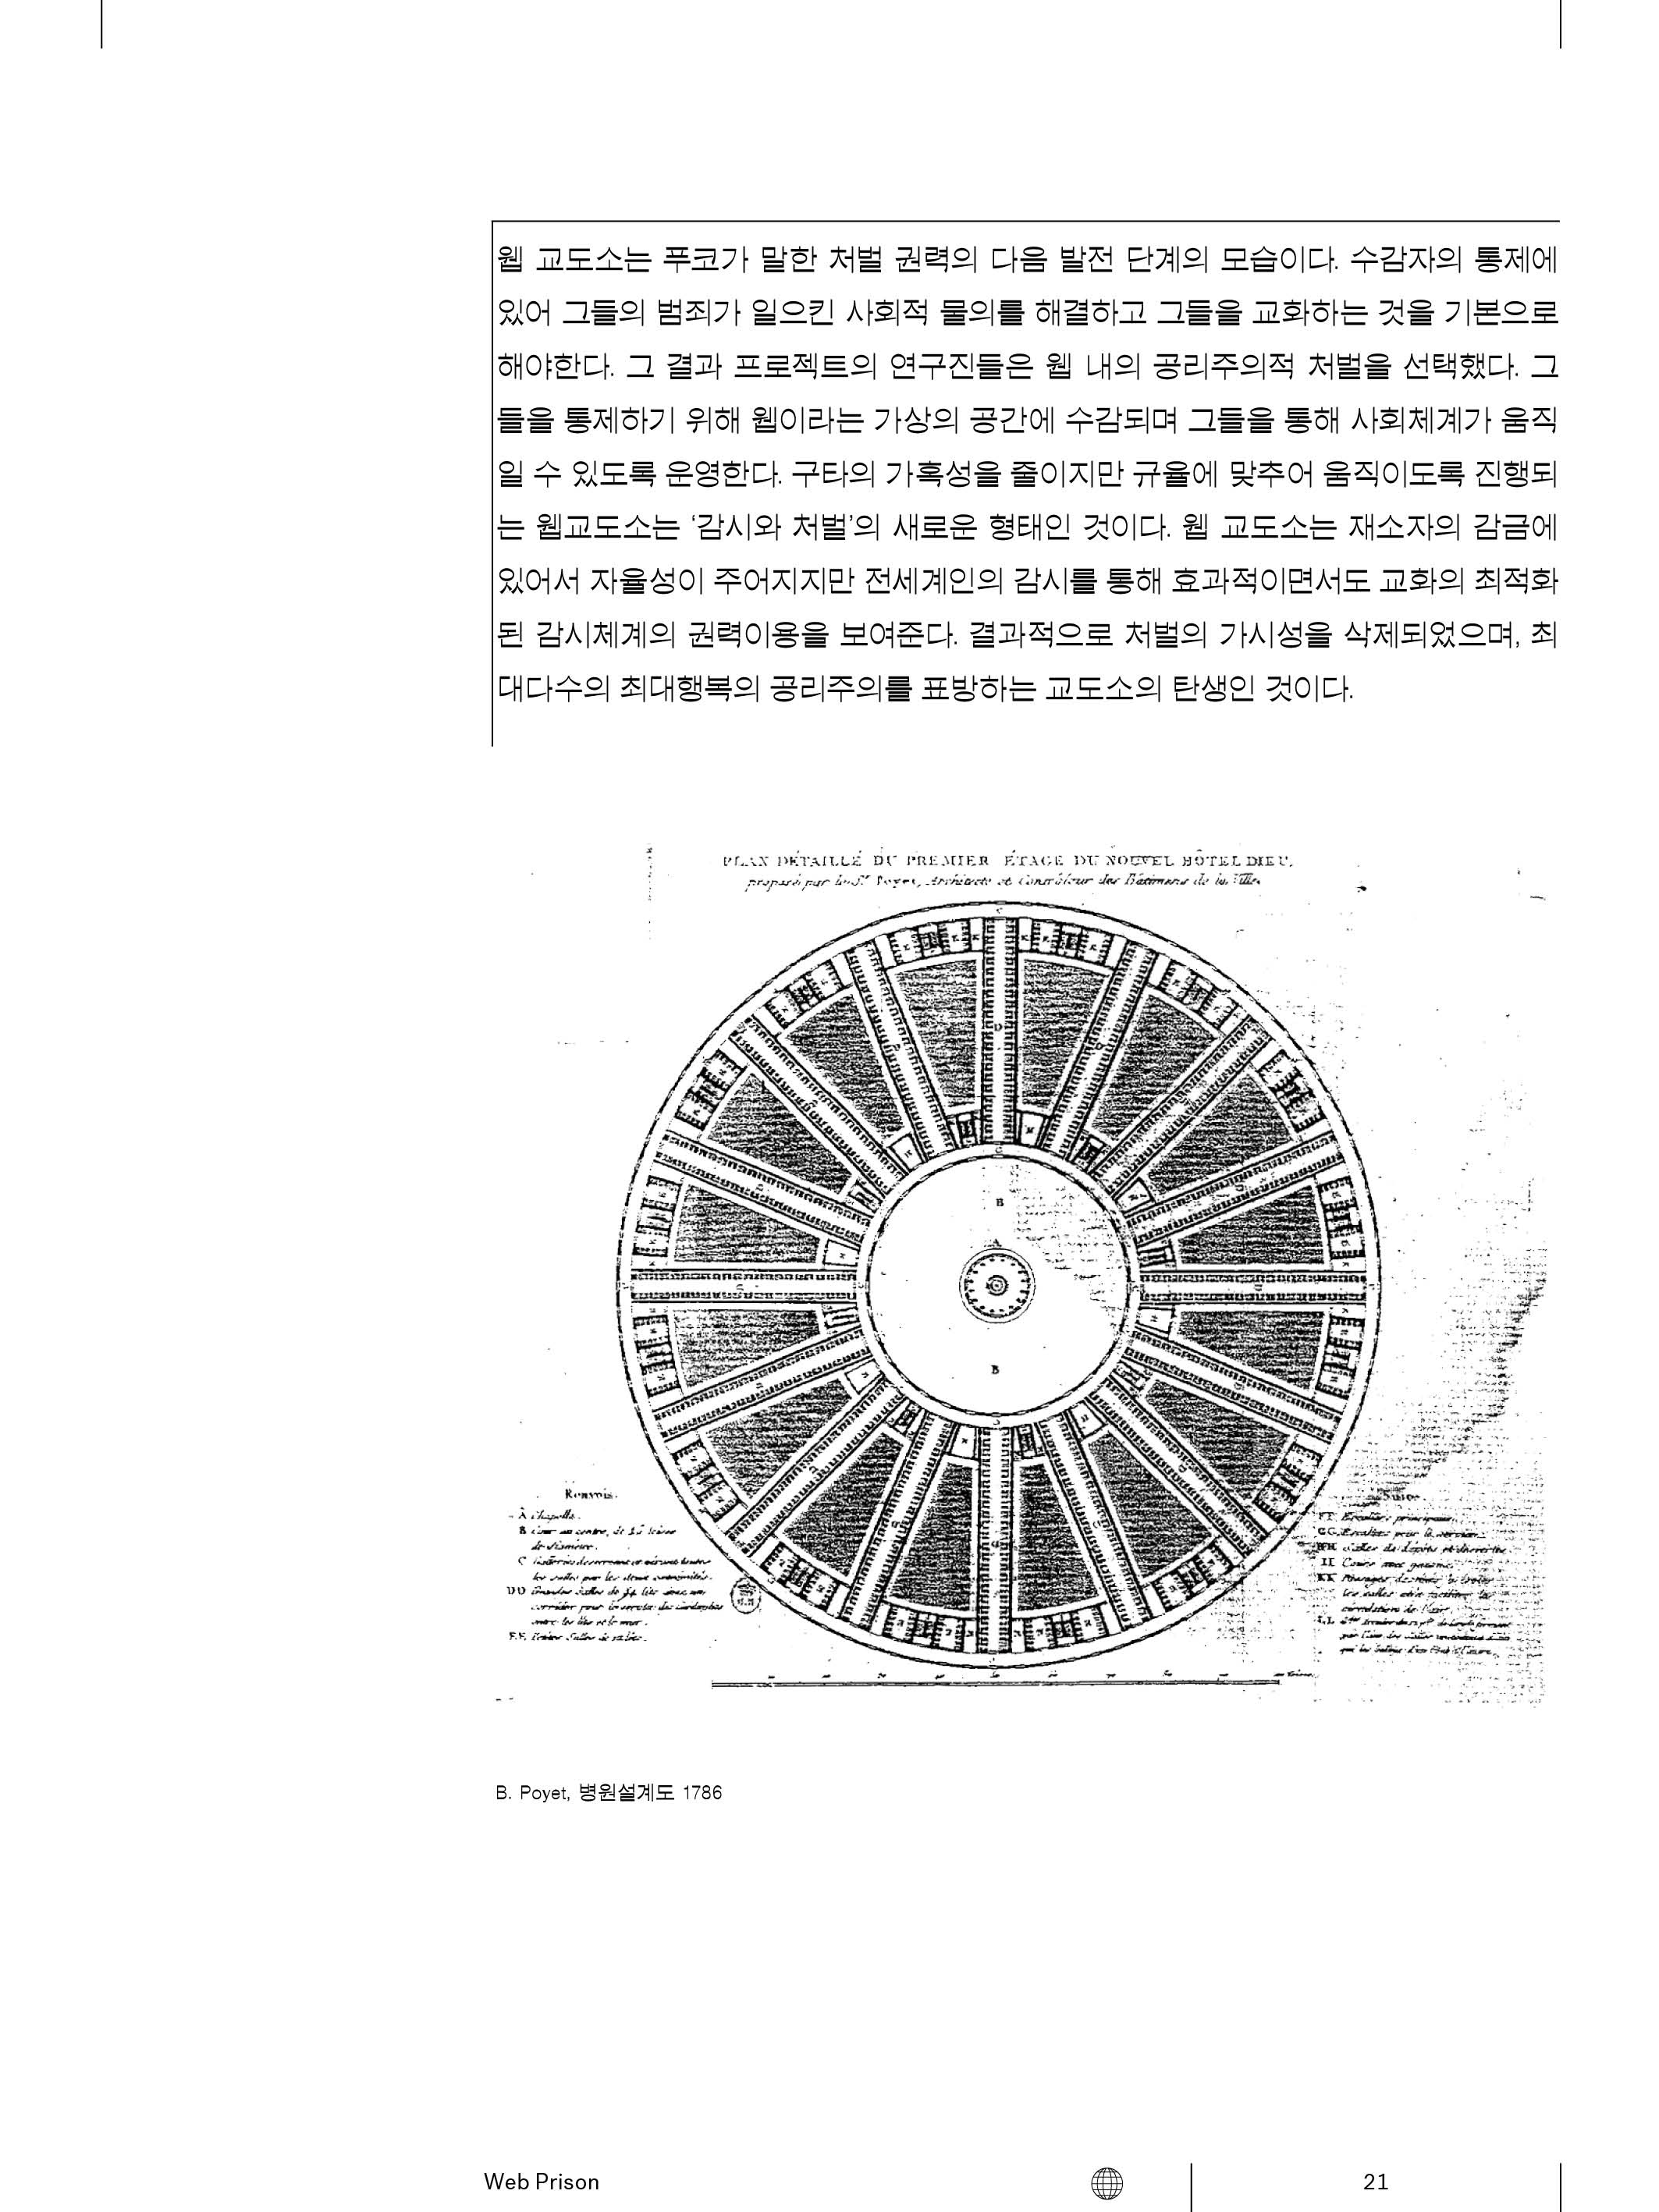 웹 교도소는 푸코가 말한 처벌 권력의 다음 발전 단계의 모습이다. 수감자의 통제에
있어 그들의 범죄가 일으킨 사회적 물의를 해결하고 그들을 교화하는 것을 기본으로
해야한다. 그 결과 프로젝트의 연구진들은 웹 내의 공리주의적 처벌을 선택했다. 그
들을 통제하기 위해 웹이라는 가상의 공간에 수감되며 그들을 통해 사회체계가 움직
일 수 있도록 운영한다. 구타의 가혹성을 줄이지만 규율에 맞추어 움직이도록 진행되
는 웹교도소는 ‘감시와 처벌’의 새로운 형태인 것이다. 웹 교도소는 재소자의 감금에
있어서 자율성이 주어지지만 전세계인의 감시를 통해 효과적이면서도 교화의 최적화
된 감시체계의 권력이용을 보여준다. 결과적으로 처벌의 가시성을 삭제되었으며, 최
대다수의 최대행복의 공리주의를 표방하는 교도소의 탄생인 것이다.
PLAN DÉTAILLÉ DU PREMIER ÉTAGE DU NOUVEL HÔTEL DIEU,
proposé par le Sr. Poyet, Architecte et Contrôleur des Bâtimens de la Ville
B
A
B
Renvois.
A Chapelle.
B Cour au centre, de
C
DD Grandes Salles de
FF Escaliers principaux
GG Escaliers pour le service
HH Salles de dépôts et
II Cours
KK
LL
B. Poyet, 병원설계도 1786
Web Prison
21